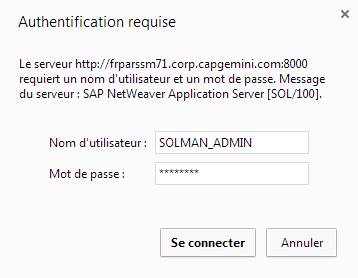 Authentification requise
Le serveur http://frparssm71.corp.capgemini.com:8000
requiert un nom d'utilisateur et un mot de passe. Message
du serveur : SAP NetWeaver Application Server [SOL/100].
Nom d'utilisateur : SOLMAN_ADMIN
Mot de passe : ********
Se connecter Annuler